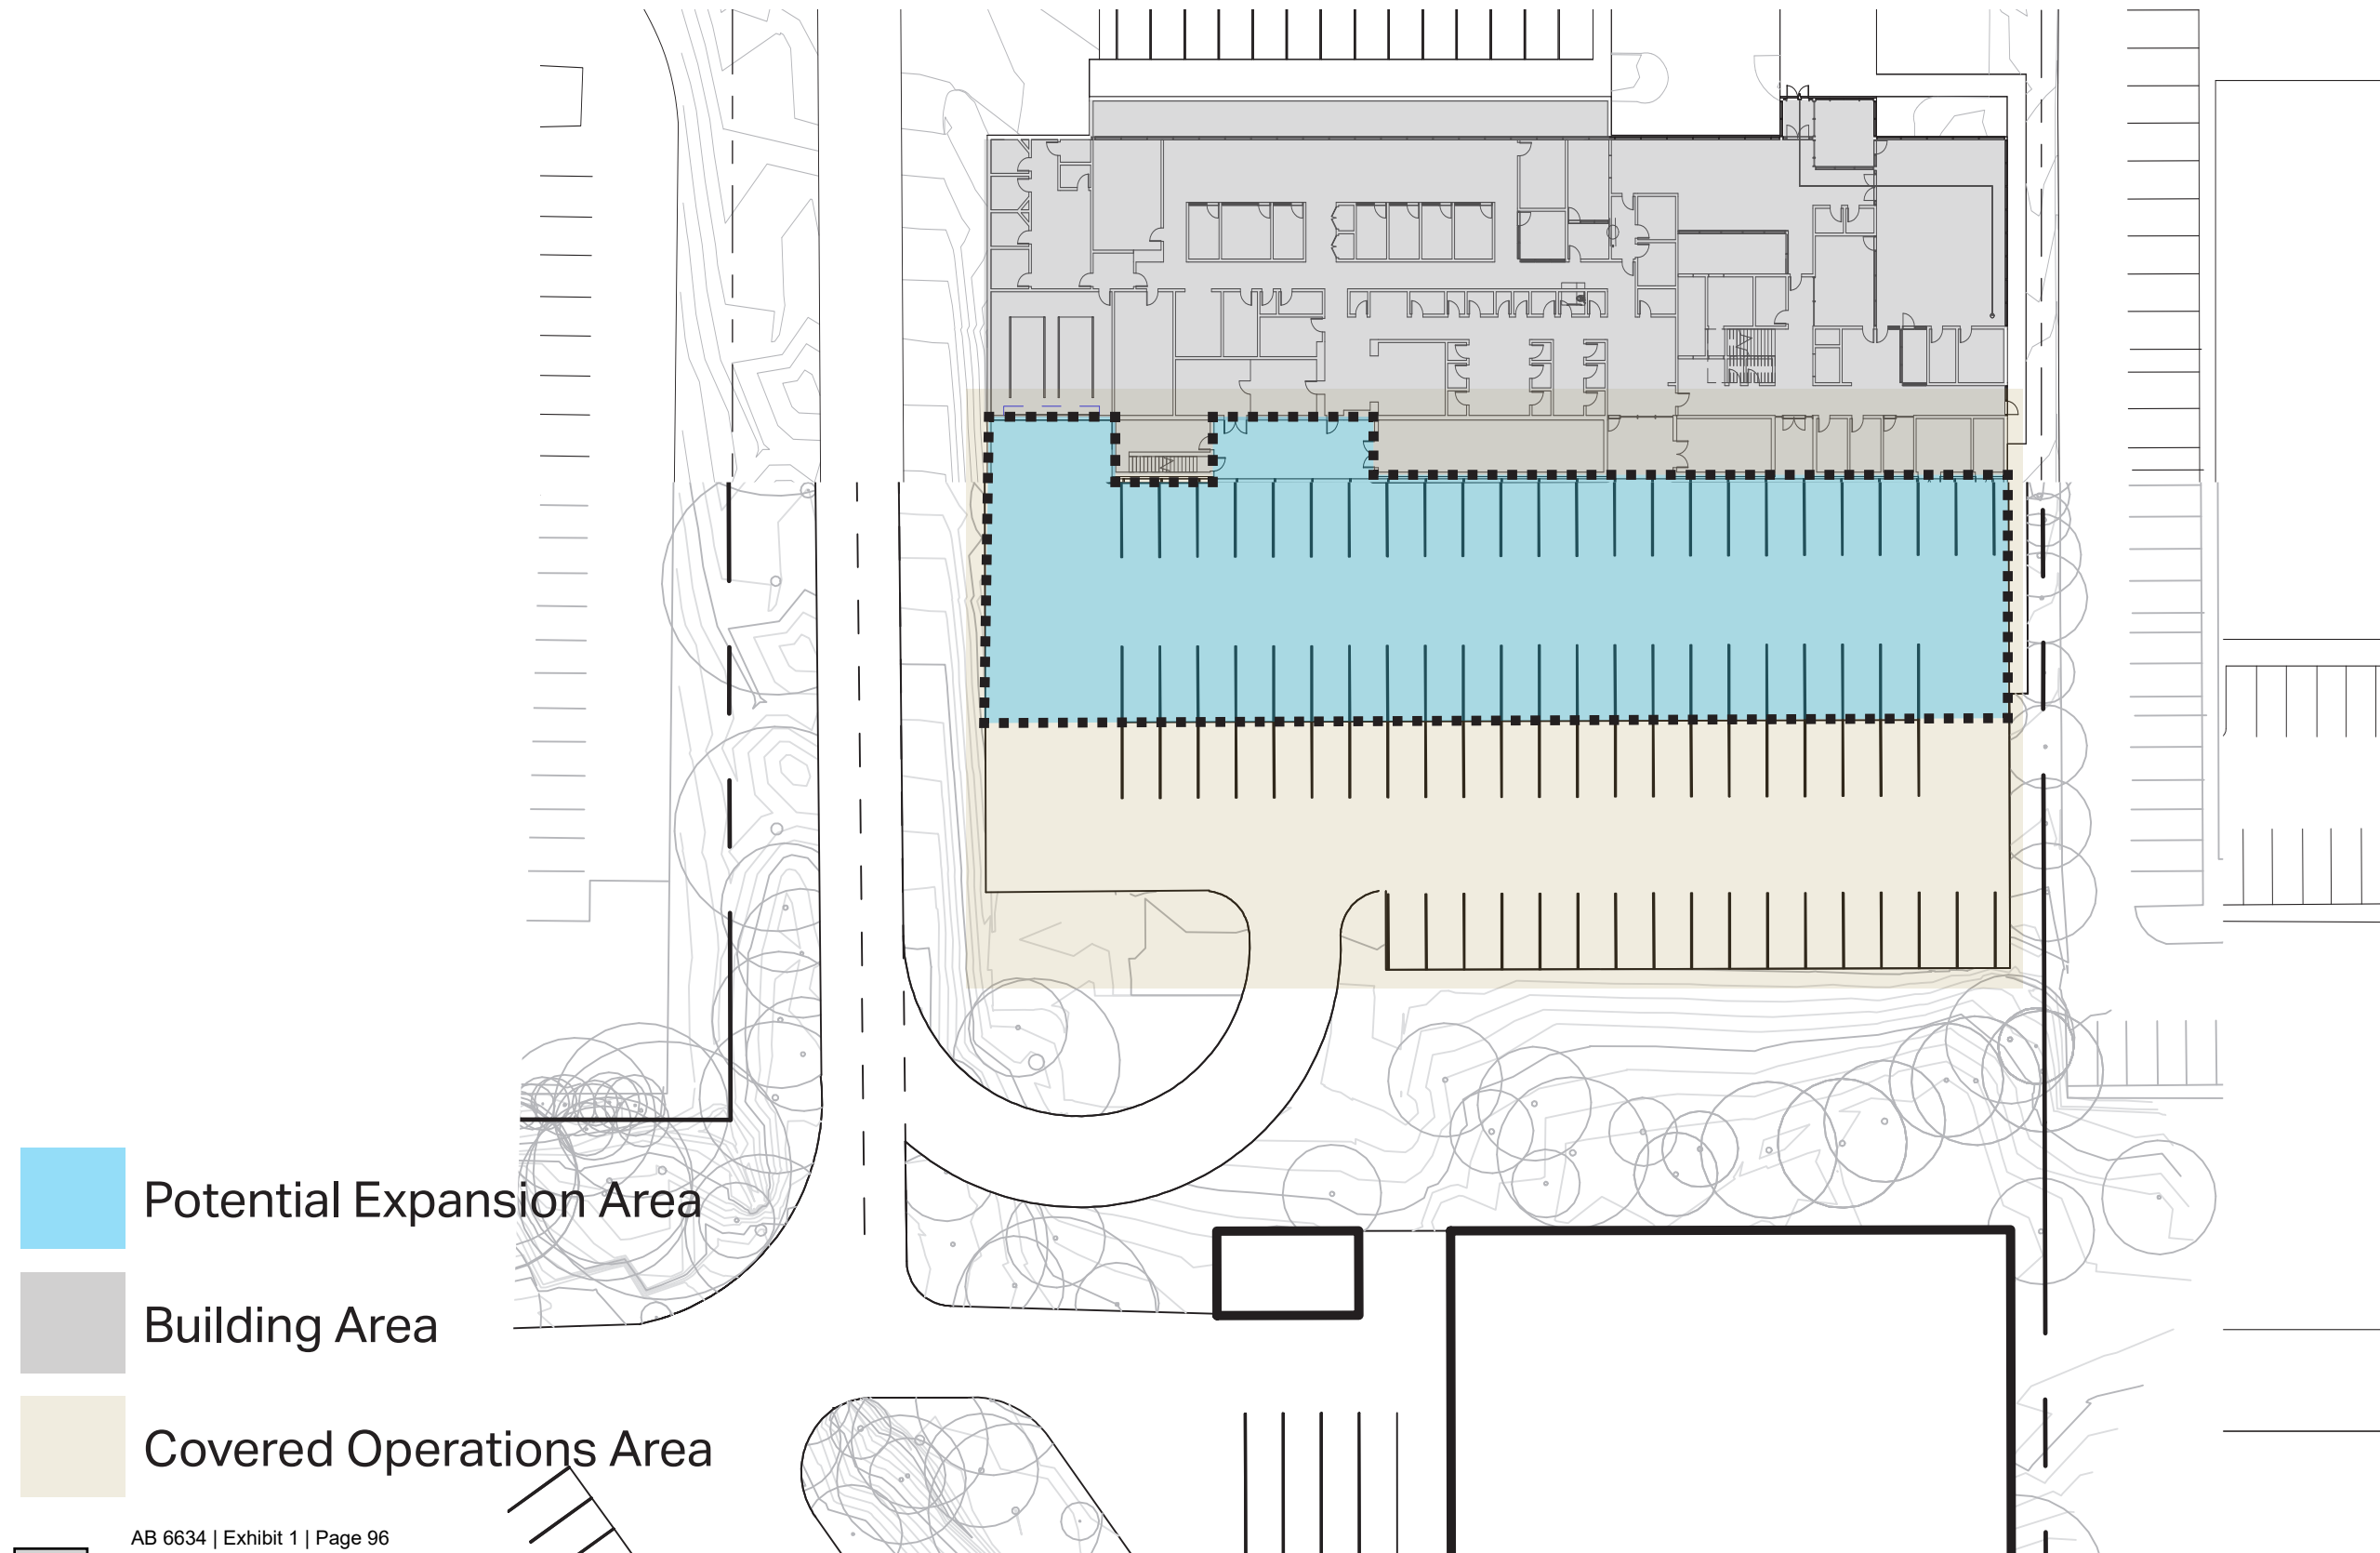 Potential Expansion Area
Building Area
Covered Operations Area
AB 6634 | Exhibit 1 | Page 96